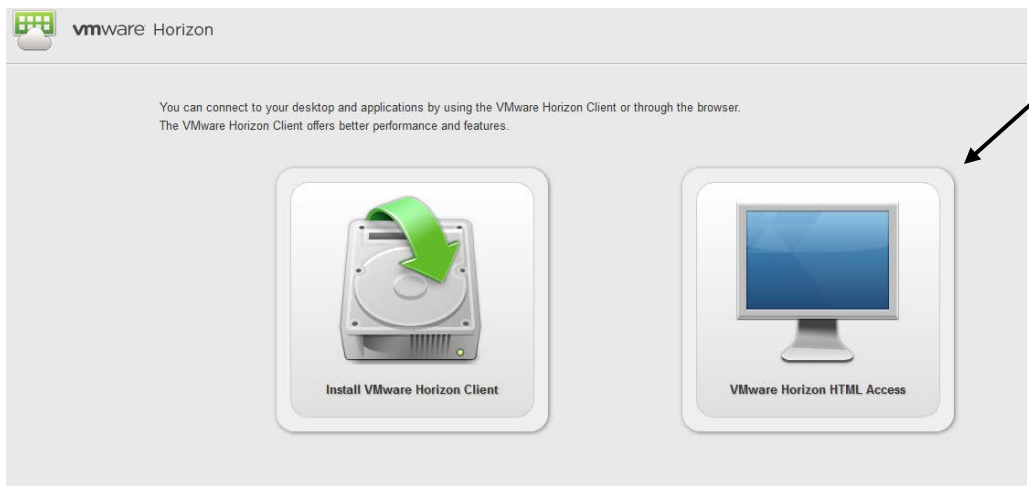 vmware Horizon
You can connect to your desktop and applications by using the VMware Horizon Client or through the browser.
The VMware Horizon Client offers better performance and features.
Install VMware Horizon Client
VMware Horizon HTML Access